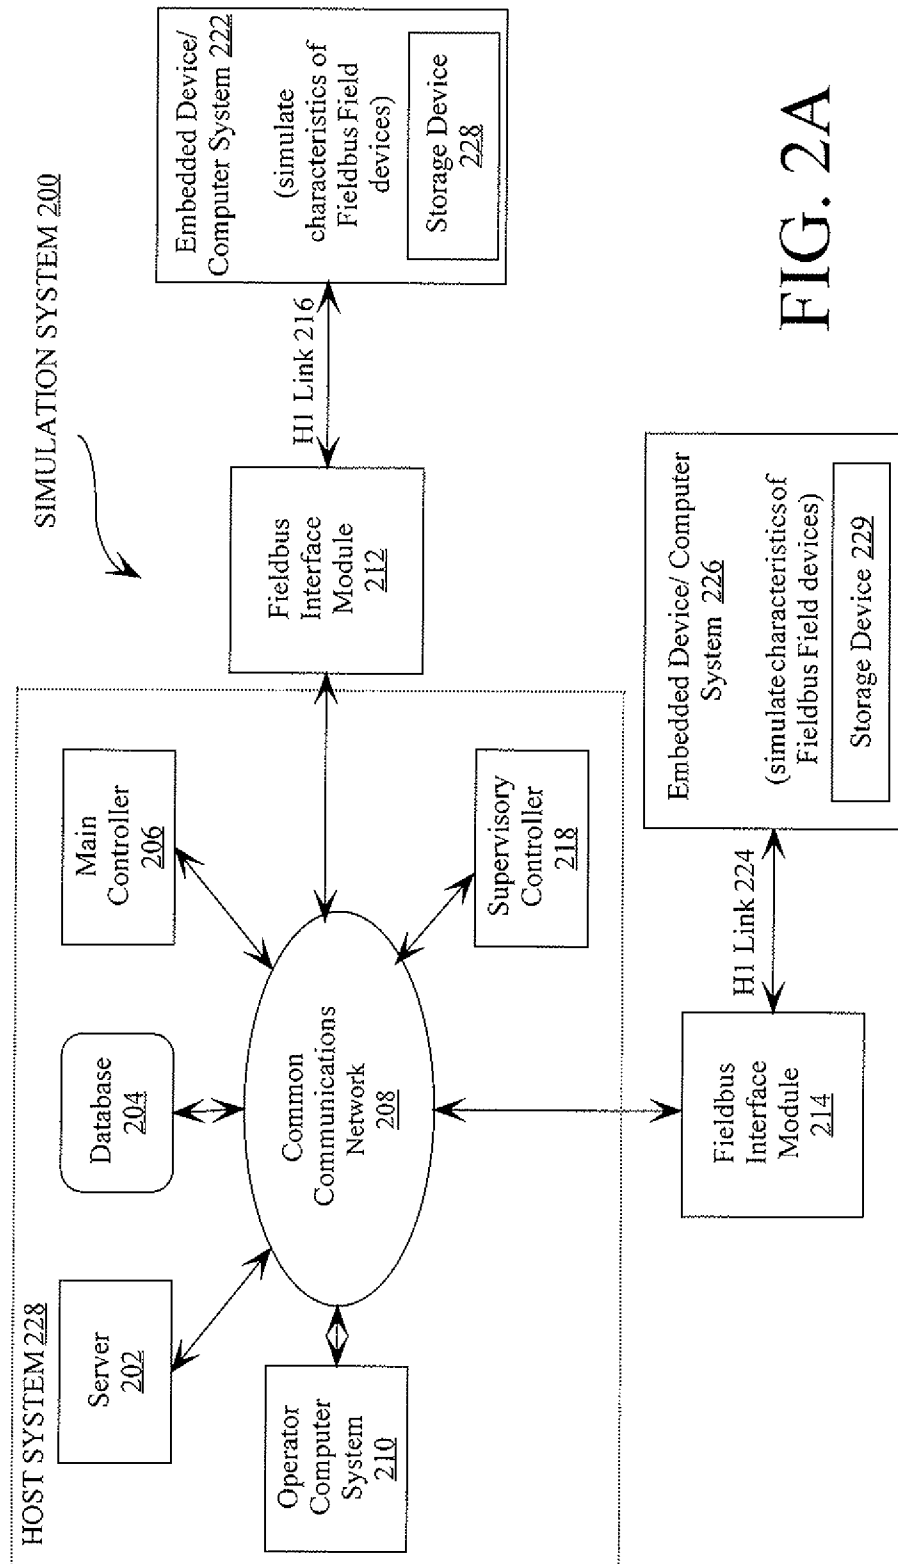 SIMULATION SYSTEM 200
HOST SYSTEM 228
Server
202
Database
204
Main
Controller
206
Operator
Computer
System
210
Common
Communications
Network
208
Supervisory
Controller
218
Fieldbus
Interface
Module
212
H1 Link 216
Embedded Device/
Computer System 222
(simulate
characteristics of
Fieldbus Field
devices)
Storage Device
228
Fieldbus
Interface
Module
214
H1 Link 224
Embedded Device/ Computer
System 226
(simulate characteristics of
Fieldbus Field devices)
Storage Device 229
FIG. 2A